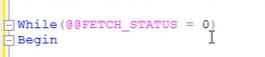 While(@@FETCH_STATUS = 0)
Begin